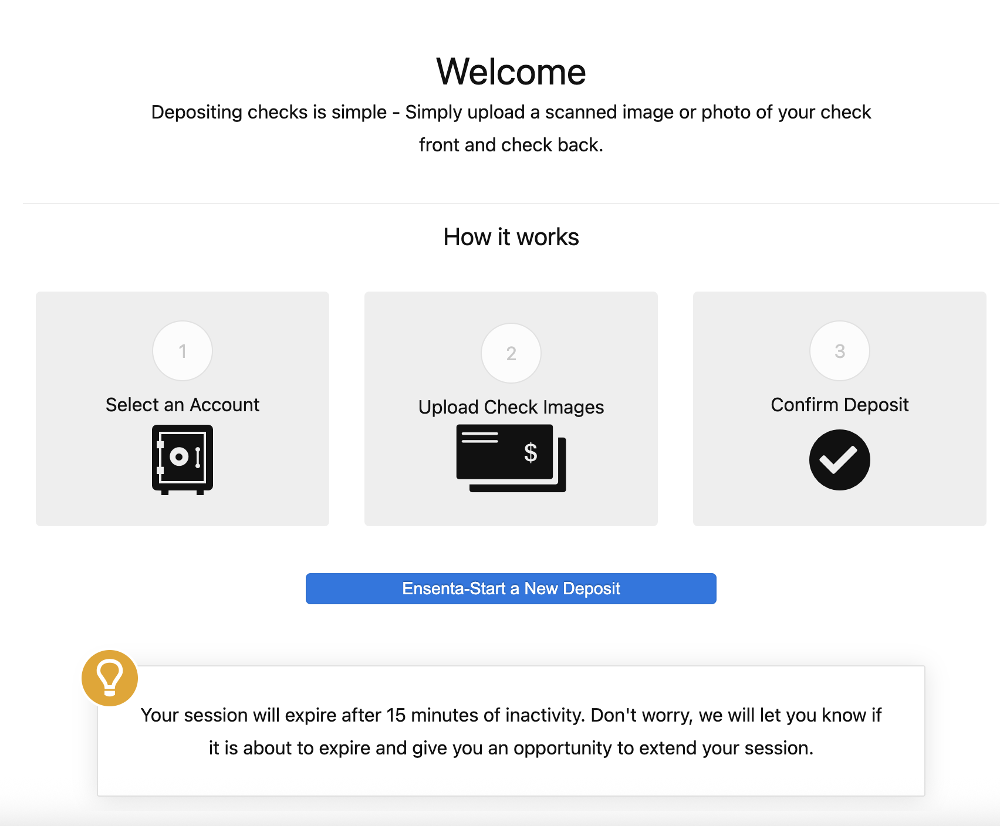 Welcome
Depositing checks is simple - Simply upload a scanned image or photo of your check
front and check back.
How it works
1
Select an Account
2
Upload Check Images
$
3
Confirm Deposit
Ensenta-Start a New Deposit
Your session will expire after 15 minutes of inactivity. Don't worry, we will let you know if
it is about to expire and give you an opportunity to extend your session.